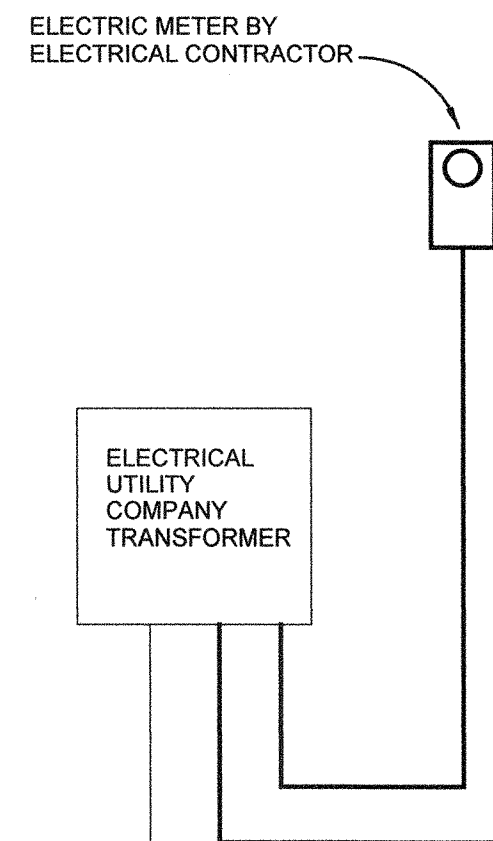 ELECTRIC METER BY
ELECTRICAL CONTRACTOR
ELECTRICAL
UTILITY
COMPANY
TRANSFORMER